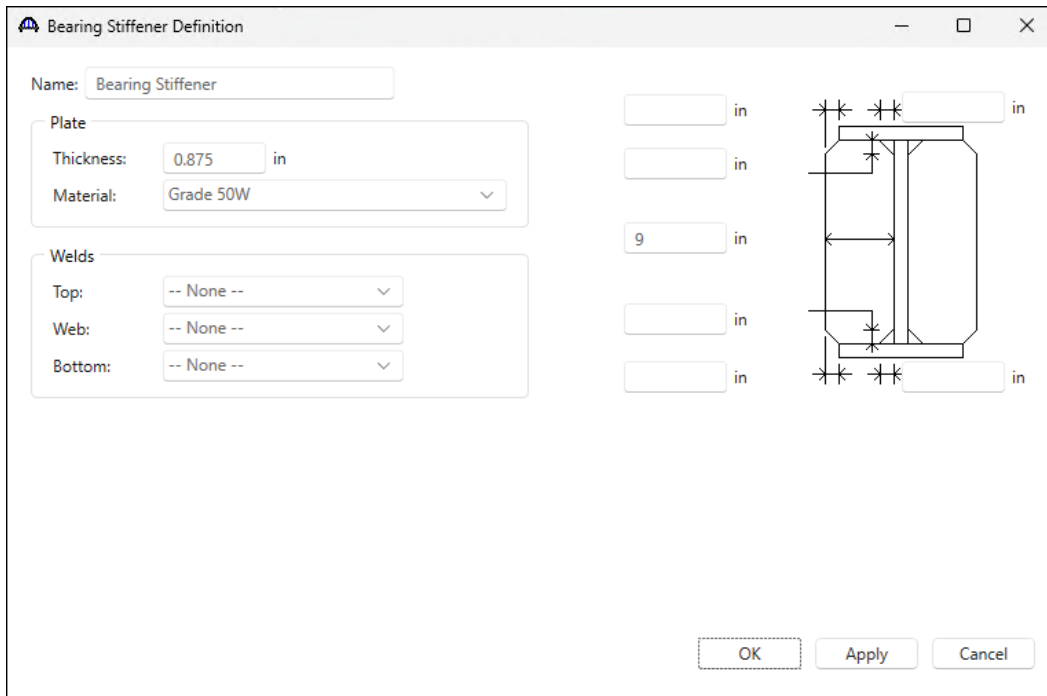 Bearing Stiffener Definition
Name: Bearing Stiffener
Plate
Thickness: 0.875 in
Material: Grade 50W
Welds
Top: -- None --
Web: -- None --
Bottom: -- None --
in in
in
9 in
in
in in
OK Apply Cancel